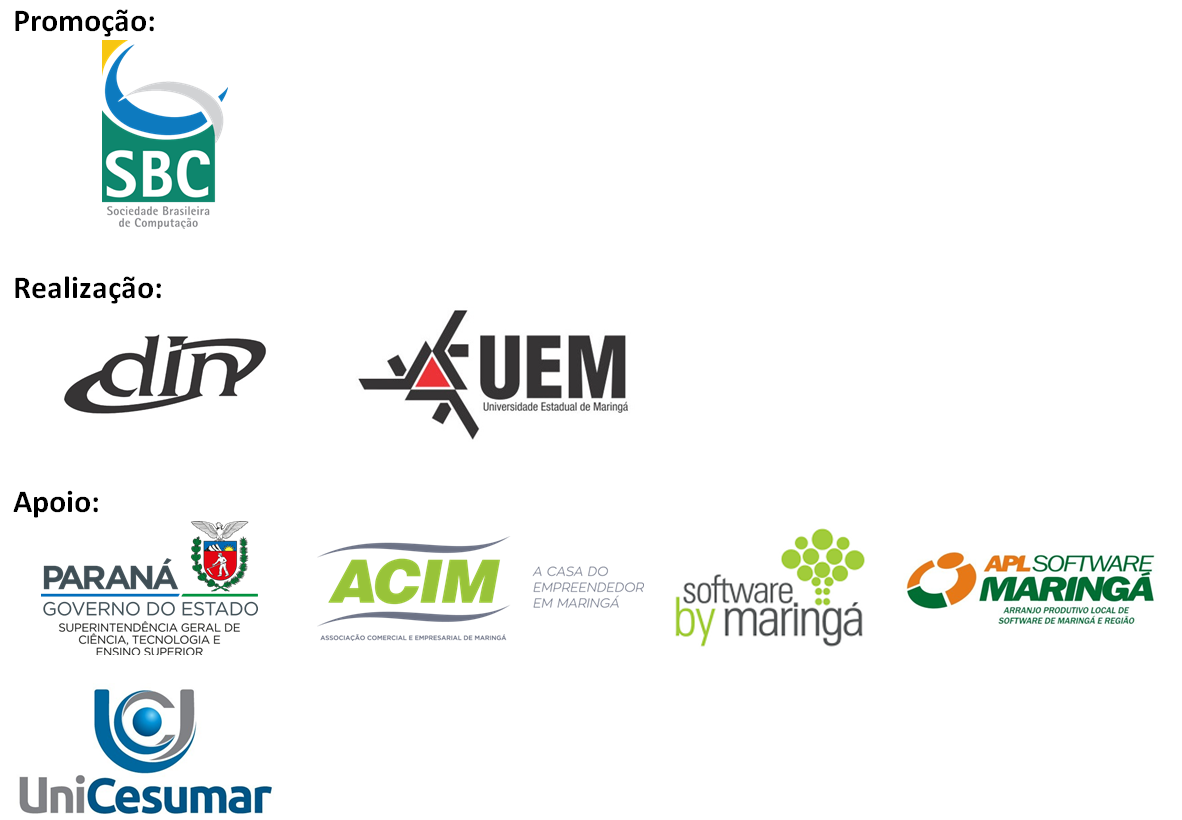 Promoção:
SBC
Sociedade Brasileira
de Computação
Realização:
din
UEM
Universidade Estadual de Maringá
Apoio:
PARANÁ
GOVERNO DO ESTADO
SUPERINTENDÊNCIA GERAL DE
CIÊNCIA, TECNOLOGIA E
ENSINO SUPERIOR
ACIM
ASSOCIAÇÃO COMERCIAL E EMPRESARIAL DE MARINGÁ
A CASA DO
EMPREENDEDOR
EM MARINGÁ
software
by maringá
APLSOFTWARE
MARINGÁ
ARRANJO PRODUTIVO LOCAL DE
SOFTWARE DE MARINGÁ E REGIÃO
UniCesumar